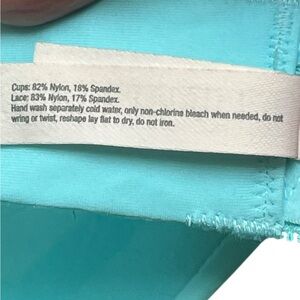 Cups: 82% Nylon, 18% Spandex.
Lace: 83% Nylon, 17% Spandex.
Hand wash separately cold water, only non-chlorine bleach when needed, do not
wring or twist, reshape lay flat to dry, do not iron.